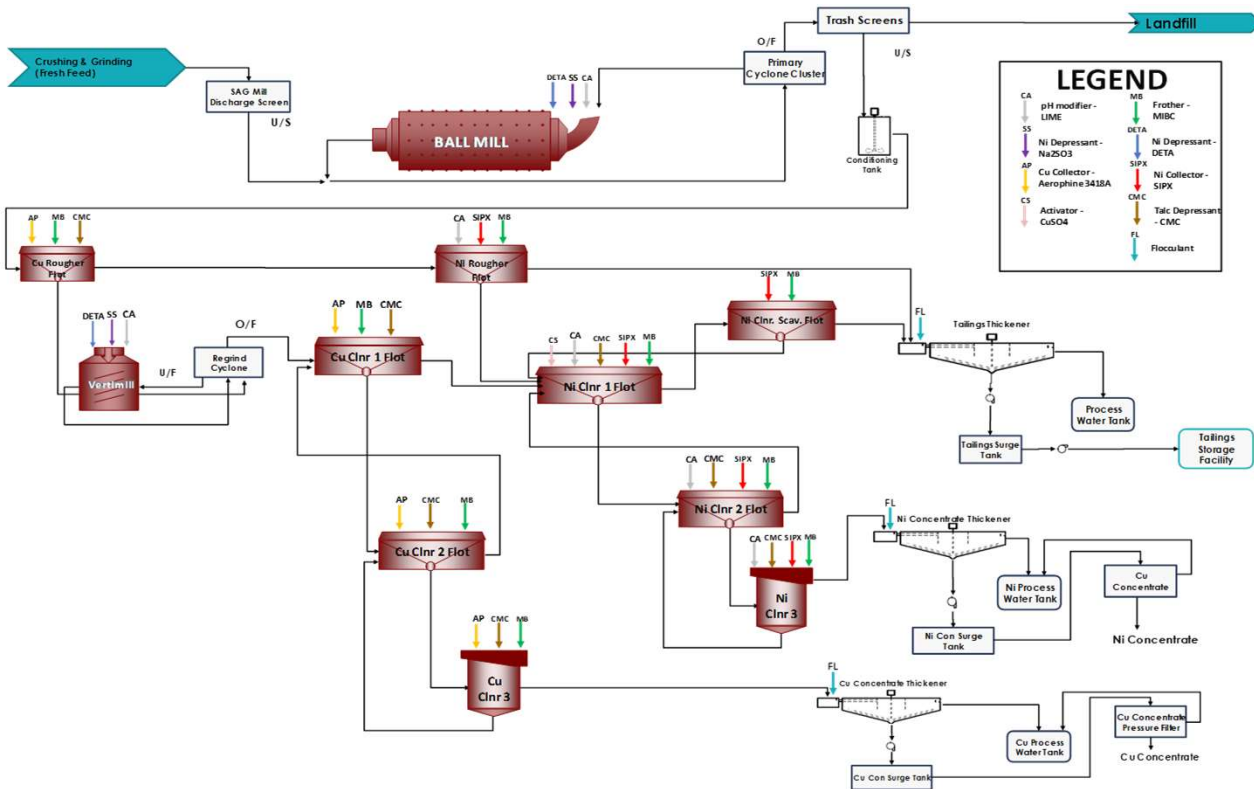 Trash Screens
Landfill
O/F
U/S
Crushing & Grinding
(Fresh Feed)
SAG Mill
Discharge Screen
U/S
DETA SS CA
Primary
Cyclone Cluster
BALL MILL
Conditioning
Tank
LEGEND
CA
pH modifier -
LIME
SS
Ni Depressant -
Na2SO3
AP
Cu Collector -
Aerophine 3418A
CS
Activator -
CuSO4
MB
Frother -
MIBC
DETA
Ni Depressant -
DETA
SIPX
Ni Collector -
SIPX
CMC
Talc Depressant
- CMC
FL
Flocculant
AP MB CMC
Cu Rougher
Flot
CA SIPX MB
Ni Rougher
Flot
SIPX MB
Ni Clnr. Scav. Flot
FL
Tailings Thickener
DETA SS CA
Vertimill
O/F
U/F
Regrind
Cyclone
AP MB CMC
Cu Clnr 1 Flot
CS CA CMC SIPX MB
Ni Clnr 1 Flot
Process
Water Tank
Tailings Surge
Tank
Tailings
Storage
Facility
CA CMC SIPX MB
Ni Clnr 2 Flot
AP CMC MB
Cu Clnr 2 Flot
CA CMC SIPX MB
Ni
Clnr 3
FL
Ni Concentrate Thickener
Ni Process
Water Tank
Cu
Concentrate
Ni Concentrate
Ni Con Surge
Tank
AP CMC MB
Cu
Clnr 3
FL
Cu Concentrate Thickener
Cu Process
Water Tank
Cu Concentrate
Pressure Filter
Cu Concentrate
Cu Con Surge Tank